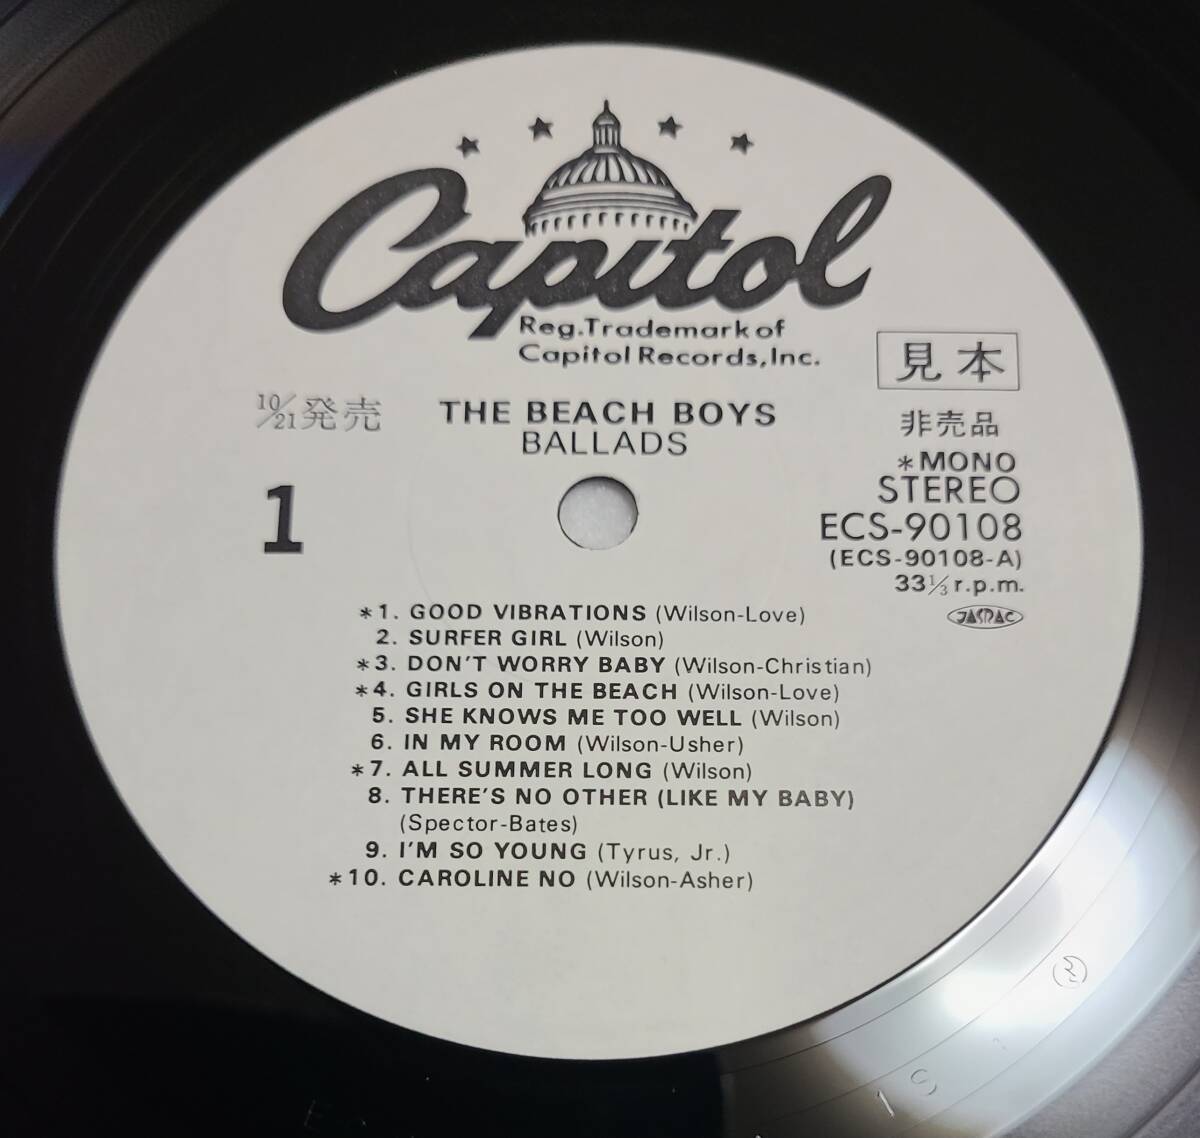 Capitol
Reg.Trademark of
Capitol Records,Inc.
見本
10/21発売
THE BEACH BOYS
BALLADS
非売品
*MONO
STEREO
1
ECS-90108
(ECS-90108-A)
33⅓ r.p.m.
JASRAC
*1. GOOD VIBRATIONS (Wilson-Love)
2. SURFER GIRL (Wilson)
*3. DON'T WORRY BABY (Wilson-Christian)
*4. GIRLS ON THE BEACH (Wilson-Love)
5. SHE KNOWS ME TOO WELL (Wilson)
6. IN MY ROOM (Wilson-Usher)
*7. ALL SUMMER LONG (Wilson)
8. THERE'S NO OTHER (LIKE MY BABY)
(Spector-Bates)
9. I'M SO YOUNG (Tyrus, Jr.)
*10. CAROLINE NO (Wilson-Asher)